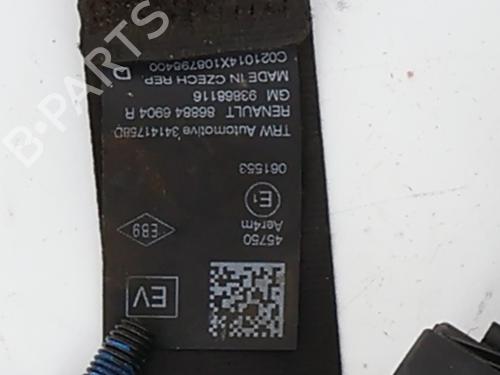 EV
45750
Aer4m
E1
E89
061553
TRW Automotive 34141758D
RENAULT 86884 6904 R
GM 93868116
MADE IN CZECH REP.
C021014X108795400
D
B-PARTS